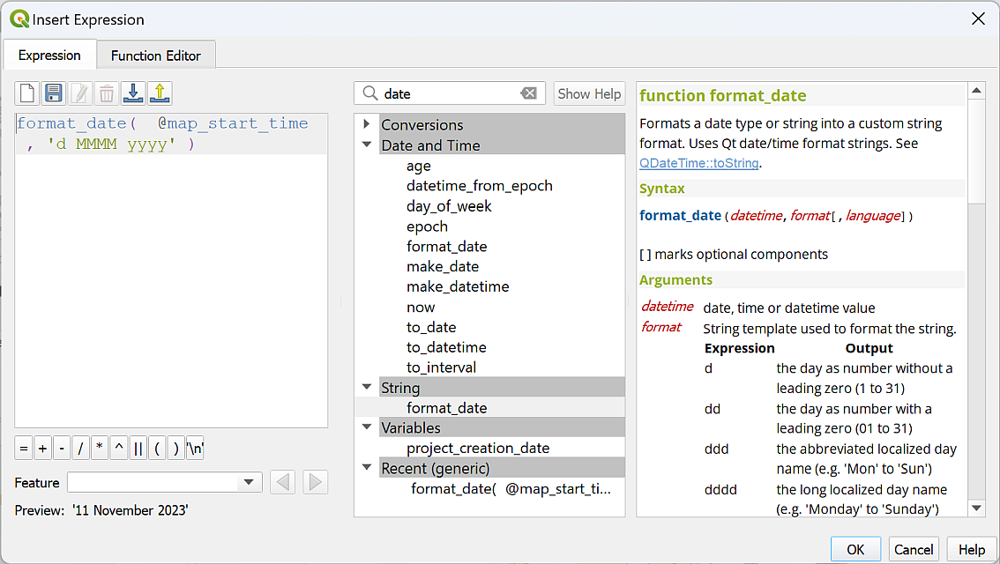 Insert Expression
Expression
Function Editor
format_date( @map_start_time
, 'd MMMM yyyy' )
= + - / * ^ || ( ) '\n'
Feature
Preview: '11 November 2023'
date
Show Help
Conversions
Date and Time
age
datetime_from_epoch
day_of_week
epoch
format_date
make_date
make_datetime
now
to_date
to_datetime
to_interval
String
format_date
Variables
project_creation_date
Recent (generic)
format_date( @map_start_ti...
function format_date
Formats a date type or string into a custom string
format. Uses Qt date/time format strings. See
QDateTime::toString.
Syntax
format_date(datetime, format[, language])
[ ] marks optional components
Arguments
datetime date, time or datetime value
format String template used to format the string.
Expression Output
d the day as number without a
leading zero (1 to 31)
dd the day as number with a
leading zero (01 to 31)
ddd the abbreviated localized day
name (e.g. 'Mon' to 'Sun')
dddd the long localized day name
(e.g. 'Monday' to 'Sunday')
OK
Cancel
Help